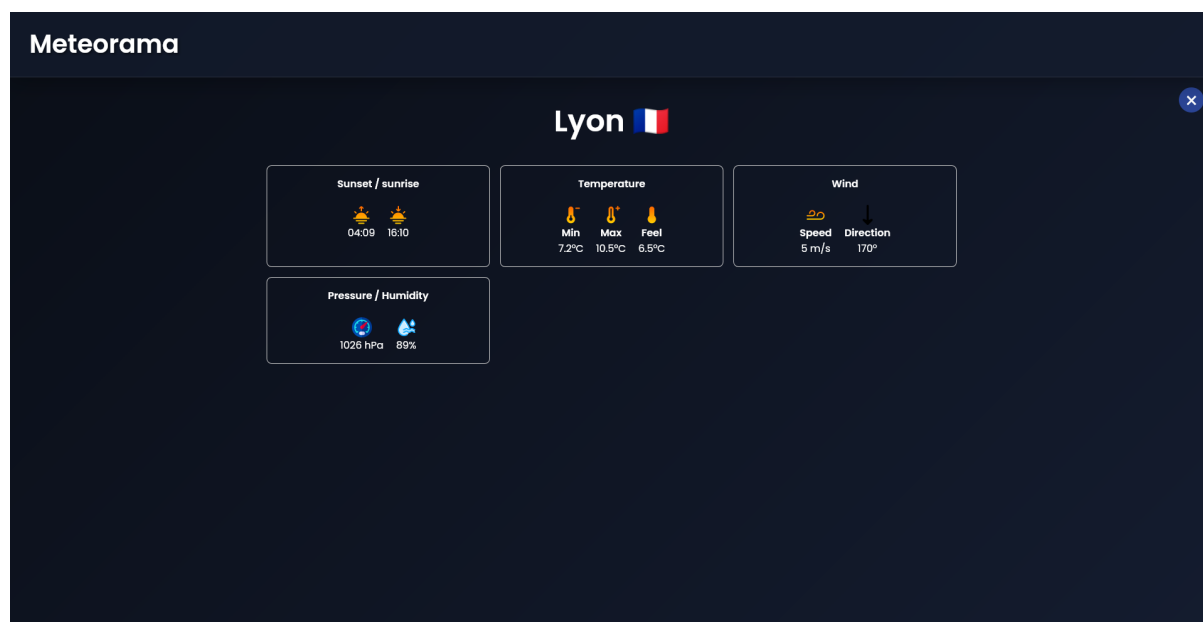 Meteorama
Lyon 🇫🇷
Sunset / sunrise
04:09 16:10
Temperature
Min Max Feel
7.2°C 10.5°C 6.5°C
Wind
Speed Direction
5 m/s 170°
Pressure / Humidity
1026 hPa 89%